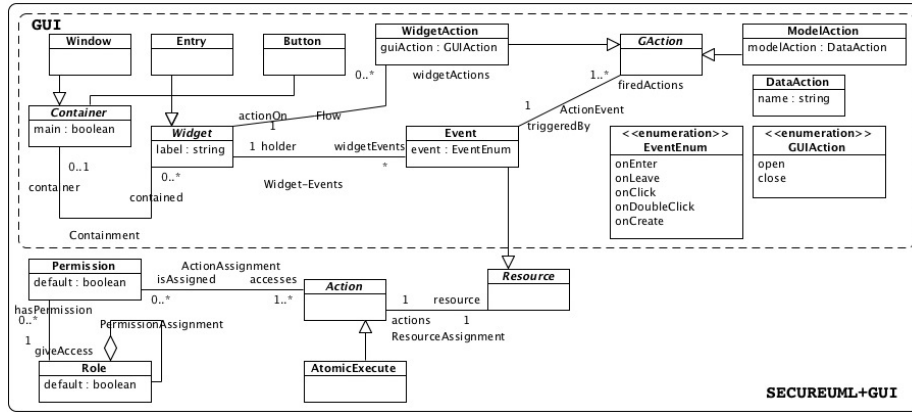 GUI
Window
Entry
Button
WidgetAction
guiAction : GUIAction
GAction
ModelAction
modelAction : DataAction
0..*
widgetActions
1..*
firedActions
DataAction
name : string
Container
main : boolean
actionOn
Flow
1
1
ActionEvent
triggeredBy
Widget
label : string
1 holder
widgetEvents
*
Event
event : EventEnum
<<enumeration>>
EventEnum
onEnter
onLeave
onClick
onDoubleClick
onCreate
<<enumeration>>
GUIAction
open
close
0..1
container
0..*
contained
Widget-Events
Containment
Permission
default : boolean
ActionAssignment
isAssigned
accesses
0..*
1..*
Action
Resource
1
resource
actions
1
ResourceAssignment
hasPermission
0..*
PermissionAssignment
1
giveAccess
Role
default : boolean
AtomicExecute
SECUREUML+GUI